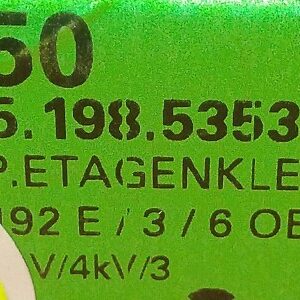 50
5.198.5353
P.ETAGENKLE
192 E / 3 / 6 OB
V/4kV/3